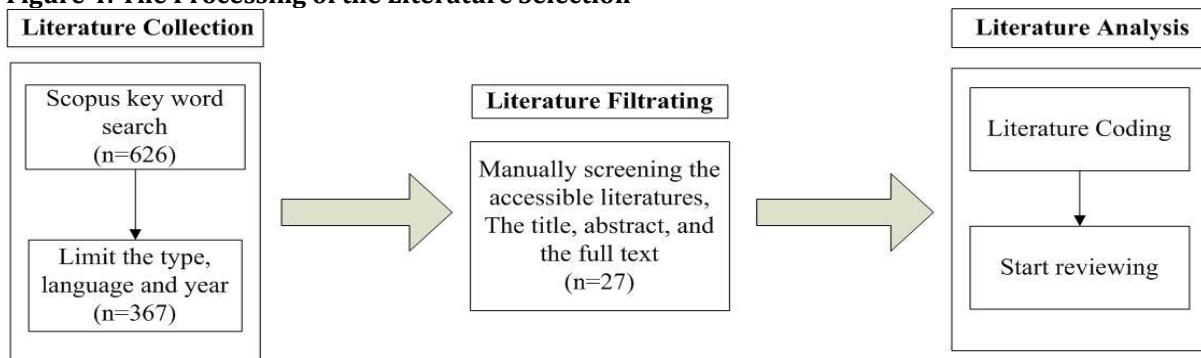 Figure 4. The Processing of the Literature Selection
Literature Collection
Scopus key word
search
(n=626)
Limit the type,
language and year
(n=367)
Literature Filtrating
Manually screening the
accessible literatures,
The title, abstract, and
the full text
(n=27)
Literature Analysis
Literature Coding
Start reviewing